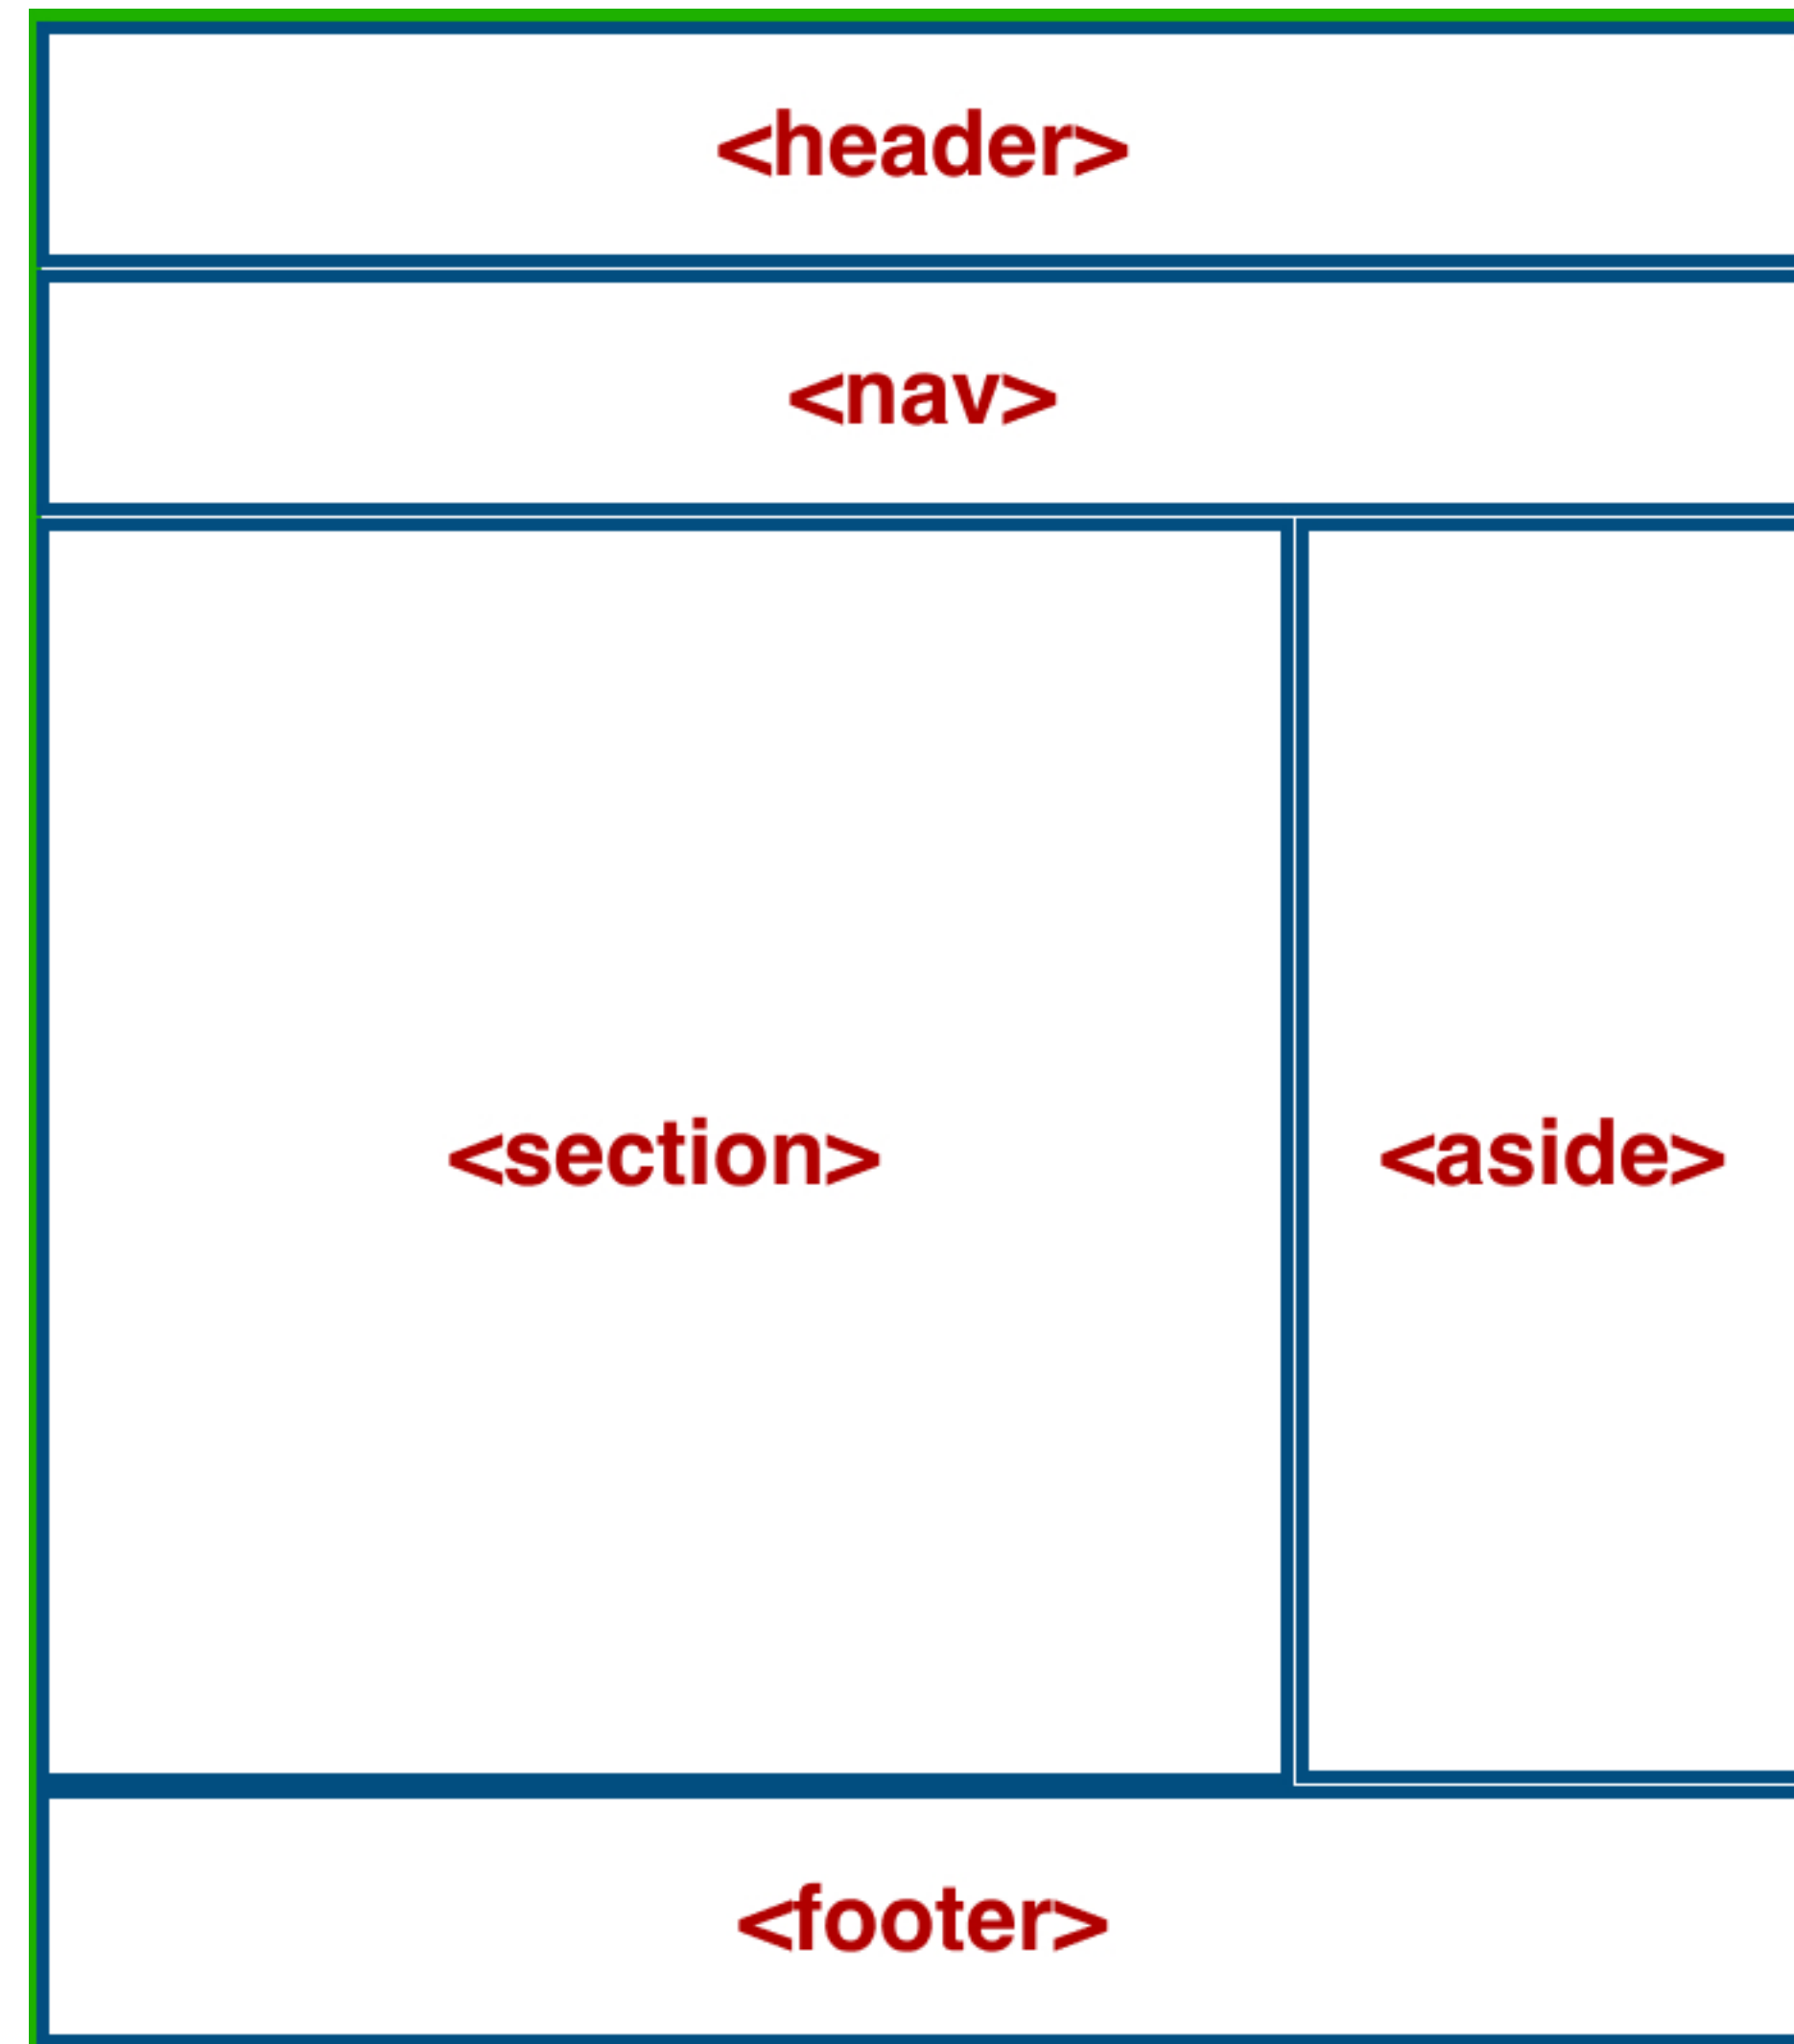 <header>
<nav>
<section>
<aside>
<footer>